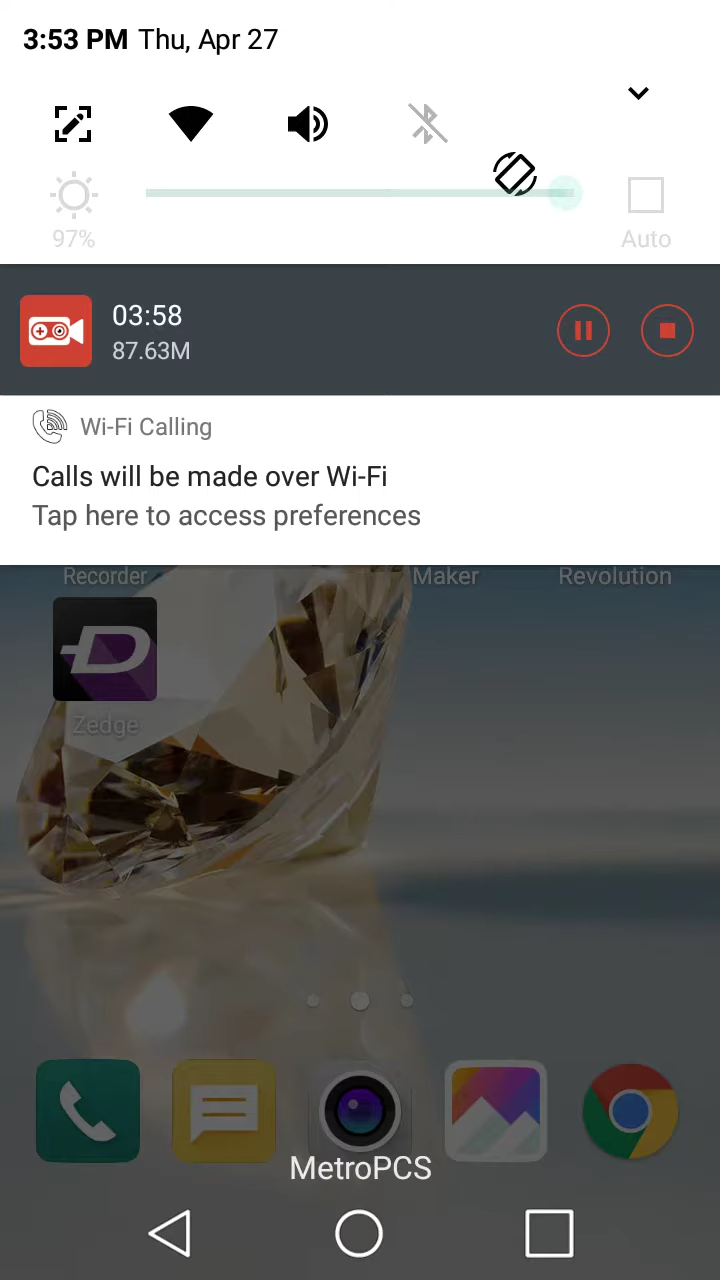 3:53 PM Thu, Apr 27
97%
Auto
03:58
87.63M
Wi-Fi Calling
Calls will be made over Wi-Fi
Tap here to access preferences
Recorder Maker Revolution
Zedge
MetroPCS